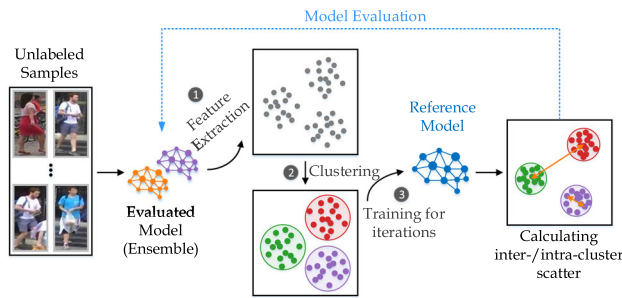 Model Evaluation
Unlabeled
Samples
1
Feature
Extraction
Reference
Model
2
Clustering
3
Training for
iterations
Evaluated
Model
(Ensemble)
Calculating
inter-/intra-cluster
scatter